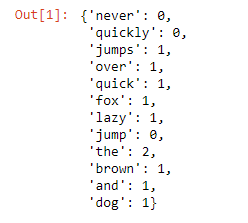 Out[1]: {'never': 0,
'quickly': 0,
'jumps': 1,
'over': 1,
'quick': 1,
'fox': 1,
'lazy': 1,
'jump': 0,
'the': 2,
'brown': 1,
'and': 1,
'dog': 1}